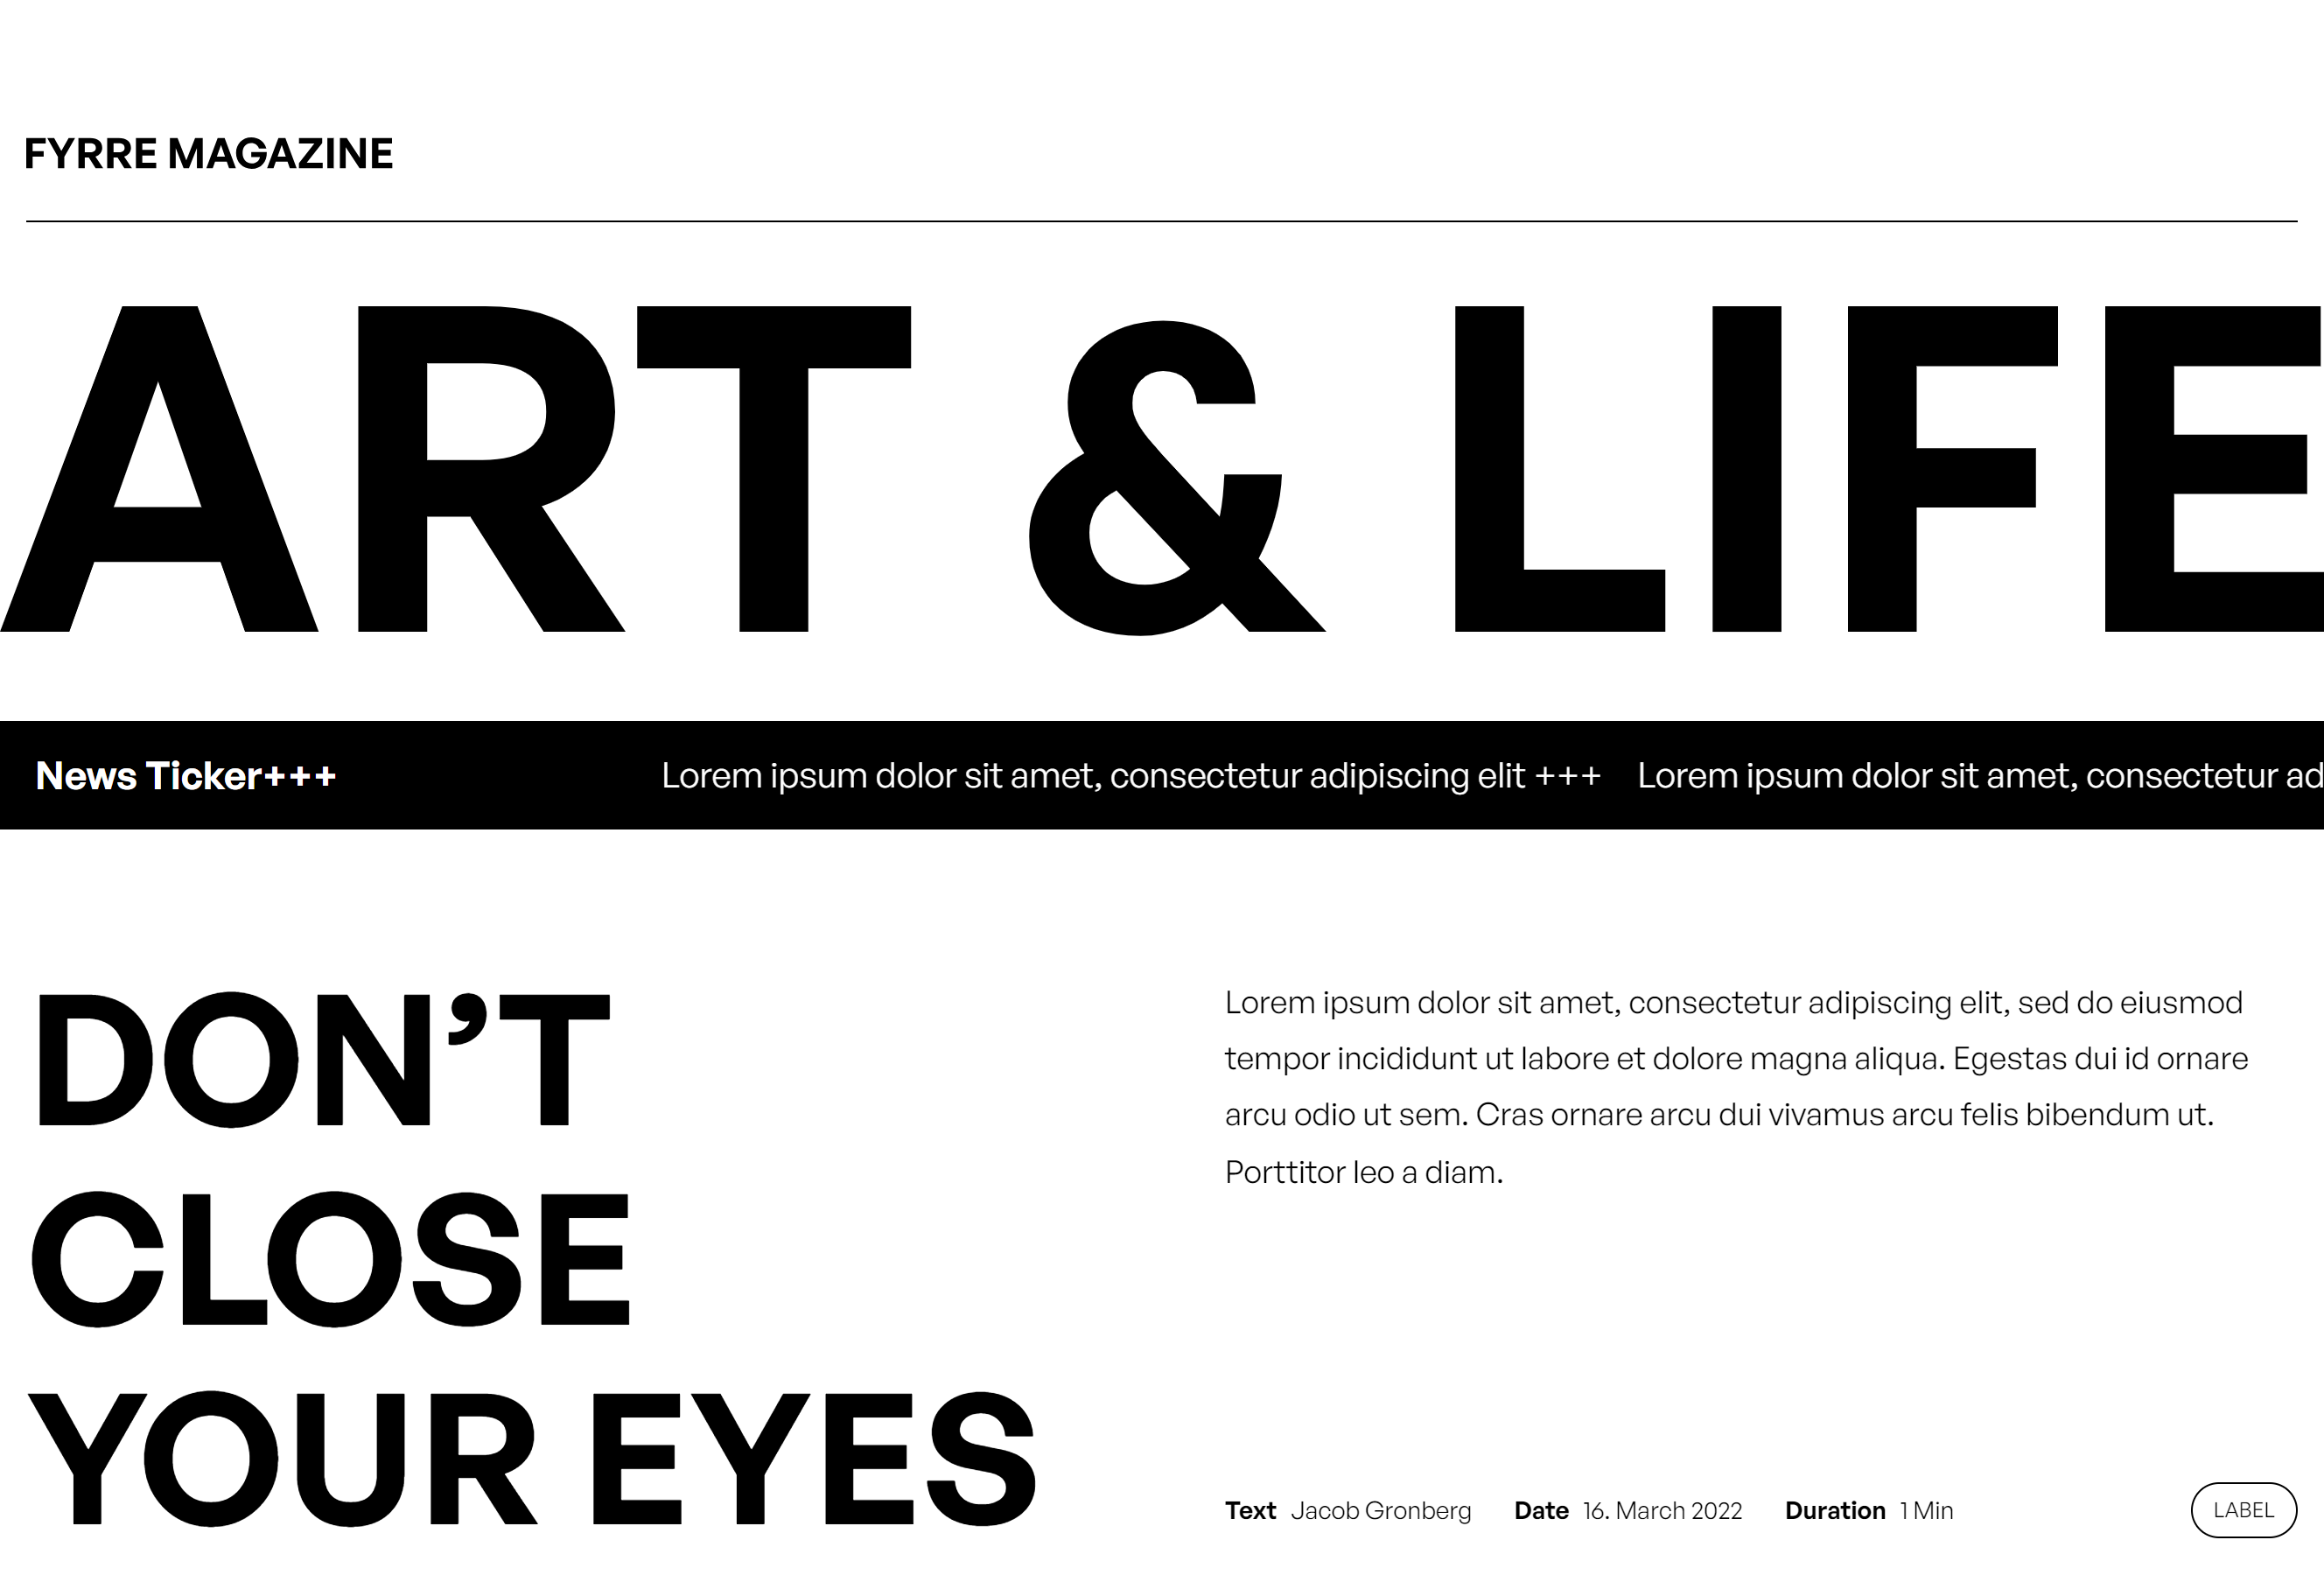 FYRRE MAGAZINE
ART & LIFE
News Ticker+++ Lorem ipsum dolor sit amet, consectetur adipiscing elit +++ Lorem ipsum dolor sit amet, consectetur ad
DON’T
CLOSE
YOUR EYES
Lorem ipsum dolor sit amet, consectetur adipiscing elit, sed do eiusmod
tempor incididunt ut labore et dolore magna aliqua. Egestas dui id ornare
arcu odio ut sem. Cras ornare arcu dui vivamus arcu felis bibendum ut.
Porttitor leo a diam.
Text Jacob Gronberg Date 16. March 2022 Duration 1 Min LABEL